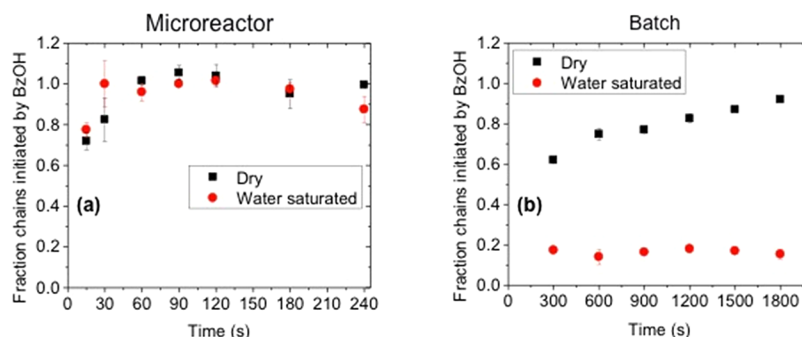 Microreactor
Fraction chains initiated by BzOH
1.2
1.0
0.8
0.6
0.4
0.2
0.0
Dry
Water saturated
(a)
0 30 60 90 120 150 180 210 240
Time (s)
Batch
Fraction chains initiated by BzOH
1.2
1.0
0.8
0.6
0.4
0.2
0.0
Dry
Water saturated
(b)
0 300 600 900 1200 1500 1800
Time (s)